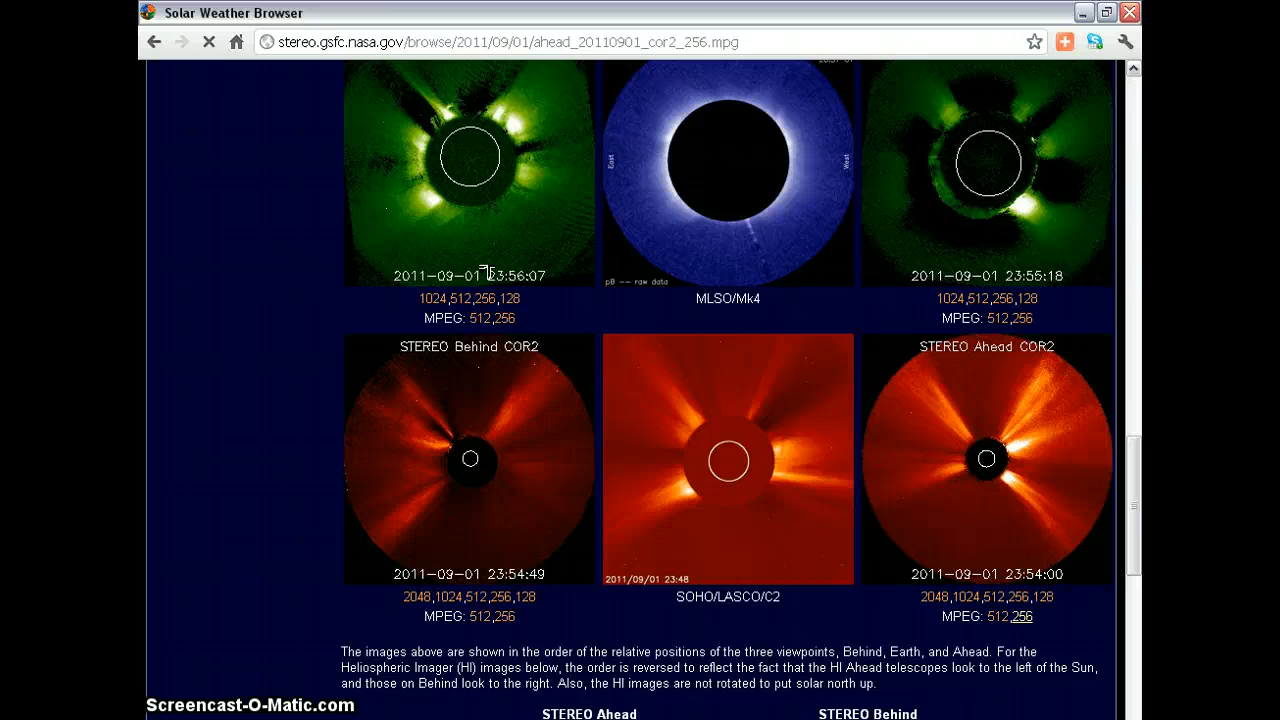 Solar Weather Browser
stereo.gsfc.nasa.gov/browse/2011/09/01/ahead_20110901_cor2_256.mpg
East
West
2011-09-01 23:56:07
pB -- raw data
2011-09-01 23:55:18
1024,512,256,128
MLSO/Mk4
1024,512,256,128
MPEG: 512,256
MPEG: 512,256
STEREO Behind COR2
STEREO Ahead COR2
2011-09-01 23:54:49
2011/09/01 23:48
2011-09-01 23:54:00
2048,1024,512,256,128
SOHO/LASCO/C2
2048,1024,512,256,128
MPEG: 512,256
MPEG: 512,256
The images above are shown in the order of the relative positions of the three viewpoints, Behind, Earth, and Ahead. For the
Heliospheric Imager (HI) images below, the order is reversed to reflect the fact that the HI Ahead telescopes look to the left of the Sun,
and those on Behind look to the right. Also, the HI images are not rotated to put solar north up.
Screencast-O-Matic.com
STEREO Ahead
STEREO Behind